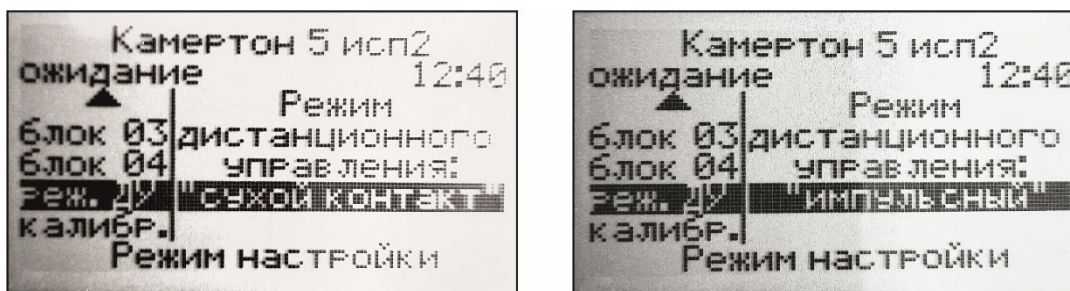 Камертон 5 исп2
ожидание 12:40
Режим
блок 03 дистанционного
блок 04 управления:
реж. ДУ "сухой контакт"
калибр.
Режим настройки
Камертон 5 исп2
ожидание 12:40
Режим
блок 03 дистанционного
блок 04 управления:
реж. ДУ "импульсный"
калибр.
Режим настройки